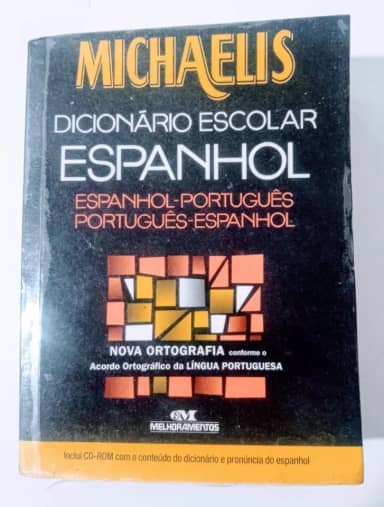 MICHAELIS
DICIONÁRIO ESCOLAR
ESPANHOL
ESPANHOL-PORTUGUÊS
PORTUGUÊS-ESPANHOL
NOVA ORTOGRAFIA conforme o
Acordo Ortográfico da LÍNGUA PORTUGUESA
MELHORAMENTOS
Inclui CD-ROM com o conteúdo do dicionário e pronúncia do espanhol